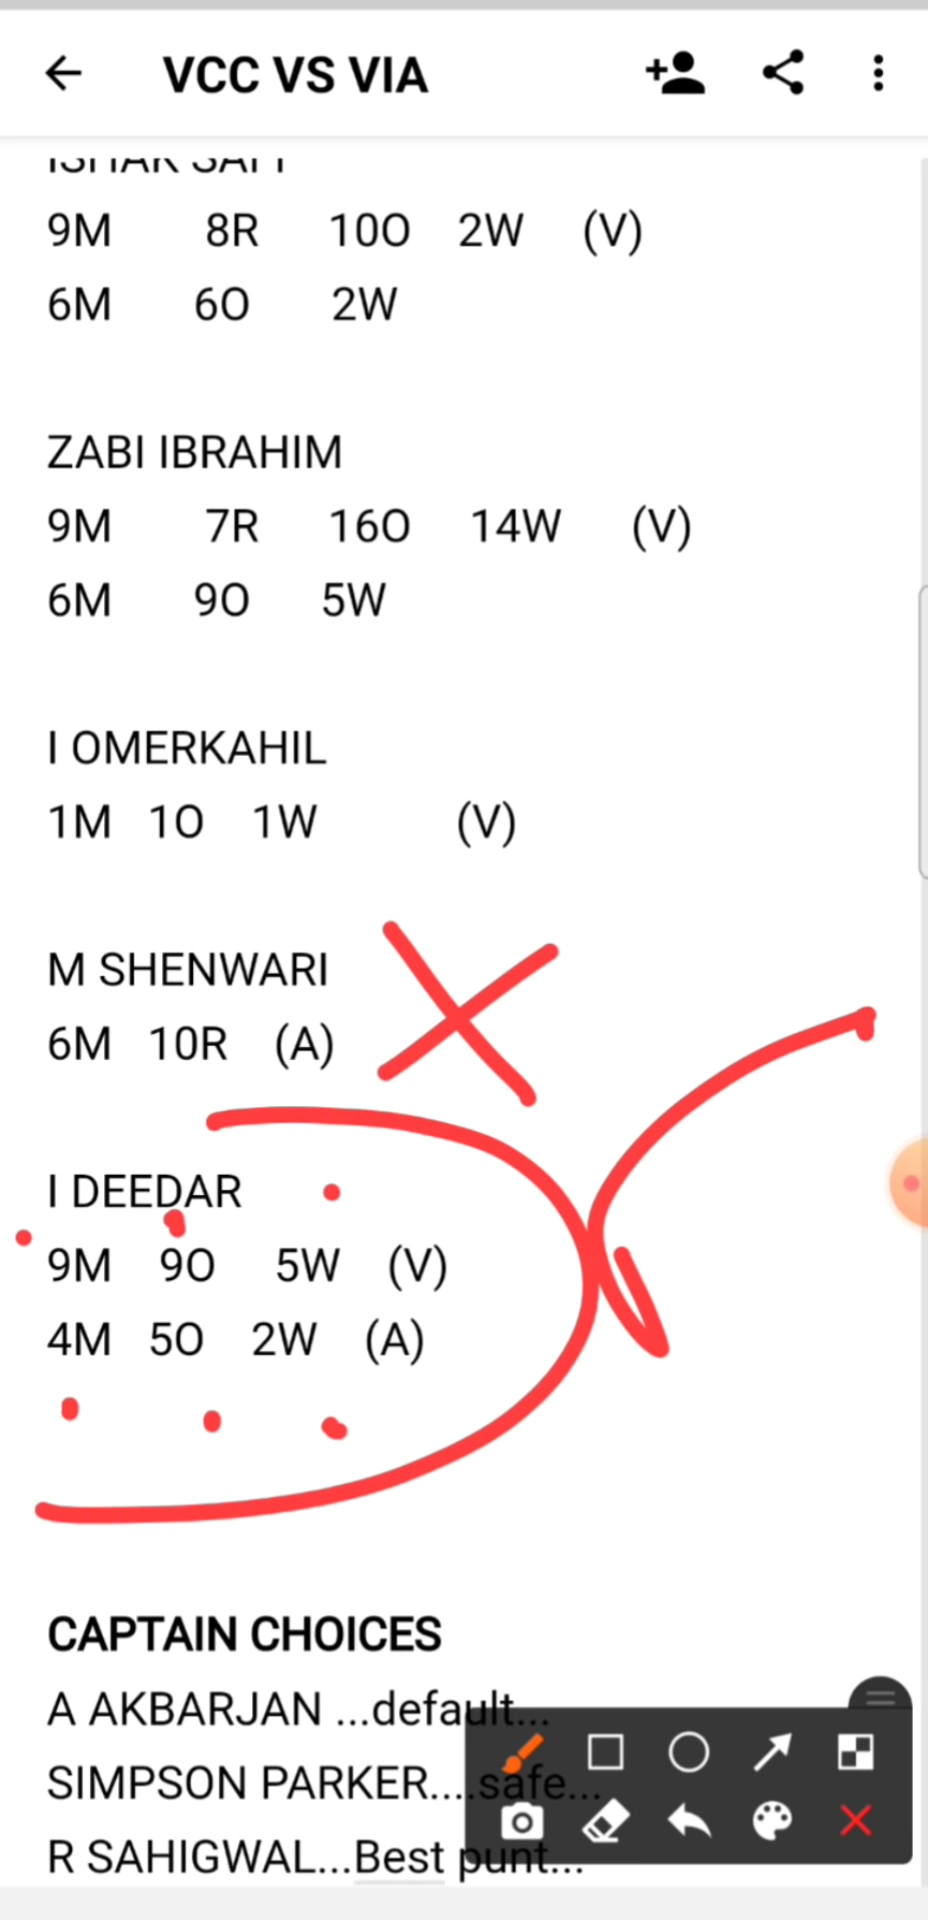 VCC VS VIA
9M 8R 10O 2W (V)
6M 6O 2W
ZABI IBRAHIM
9M 7R 16O 14W (V)
6M 9O 5W
I OMERKAHIL
1M 1O 1W (V)
M SHENWARI
6M 10R (A)
I DEEDAR
9M 9O 5W (V)
4M 5O 2W (A)
CAPTAIN CHOICES
A AKBARJAN ...default...
SIMPSON PARKER....safe...
R SAHIGWAL...Best punt...